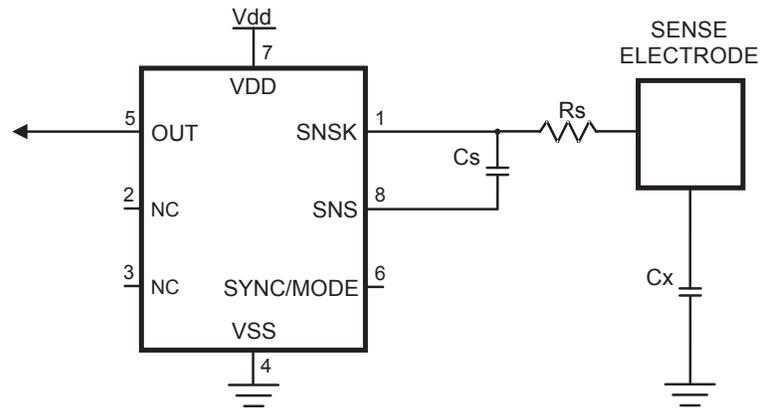 Vdd
7
VDD
SENSE
ELECTRODE
5
OUT
SNSK
1
Rs
Cs
2
NC
SNS
8
3
NC
SYNC/MODE
6
Cx
VSS
4